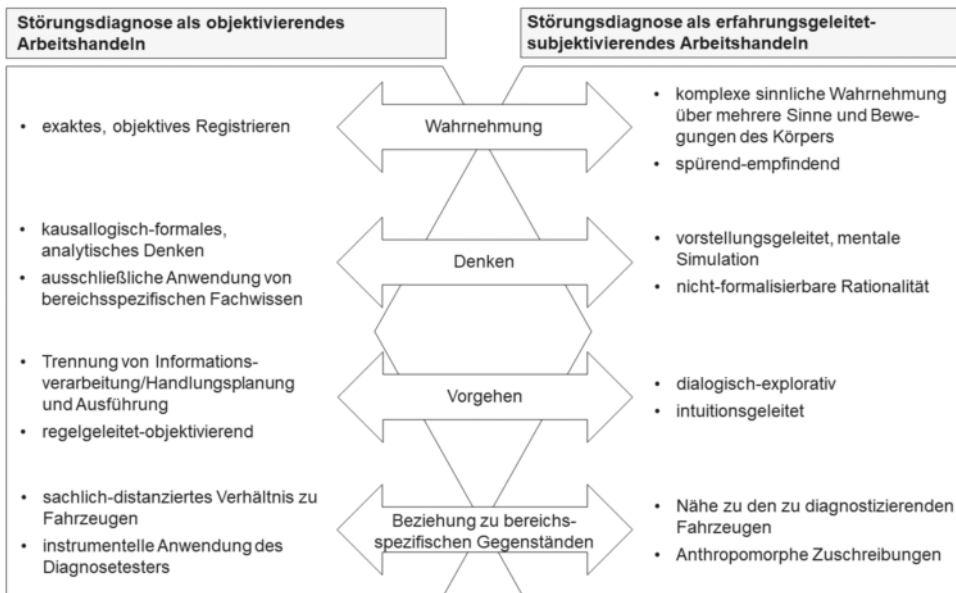 Störungsdiagnose als objektivierendes
Arbeitshandeln
Störungsdiagnose als erfahrungsgeleitet-
subjektivierendes Arbeitshandeln
• exaktes, objektives Registrieren
Wahrnehmung
• komplexe sinnliche Wahrnehmung
über mehrere Sinne und Bewe-
gungen des Körpers
• spürend-empfindend
• kausallogisch-formales,
analytisches Denken
• ausschließliche Anwendung von
bereichsspezifischen Fachwissen
Denken
• vorstellungsgeleitet, mentale
Simulation
• nicht-formalisierbare Rationalität
• Trennung von Informations-
verarbeitung/Handlungsplanung
und Ausführung
• regelgeleitet-objektivierend
Vorgehen
• dialogisch-explorativ
• intuitionsgeleitet
• sachlich-distanziertes Verhältnis zu
Fahrzeugen
• instrumentelle Anwendung des
Diagnosetesters
Beziehung zu bereichs-
spezifischen Gegenständen
• Nähe zu den zu diagnostizierenden
Fahrzeugen
• Anthropomorphe Zuschreibungen